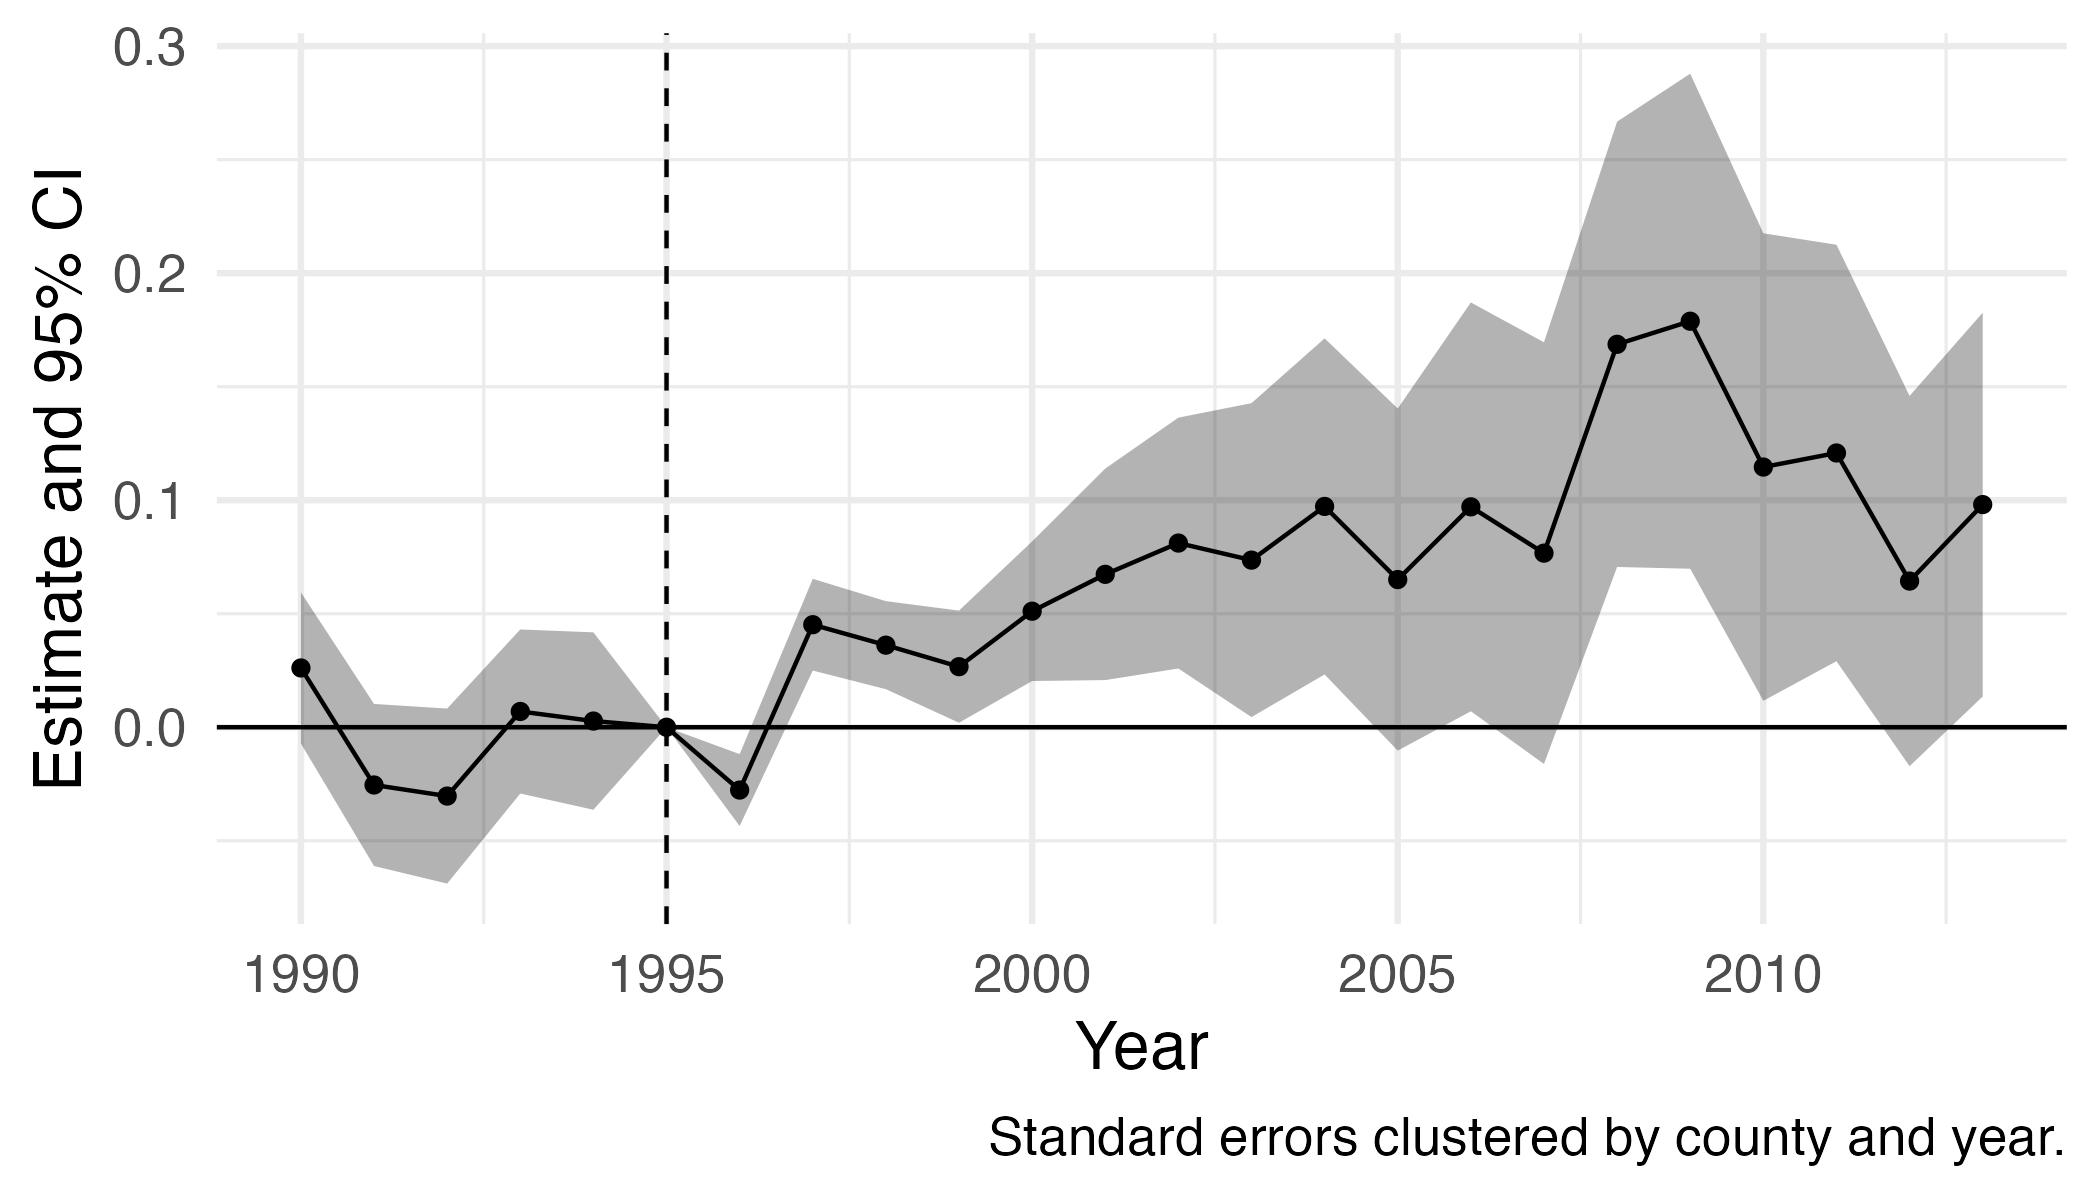 Estimate and 95% CI
0.3
0.2
0.1
0.0
1990 1995 2000 2005 2010
Year
Standard errors clustered by county and year.